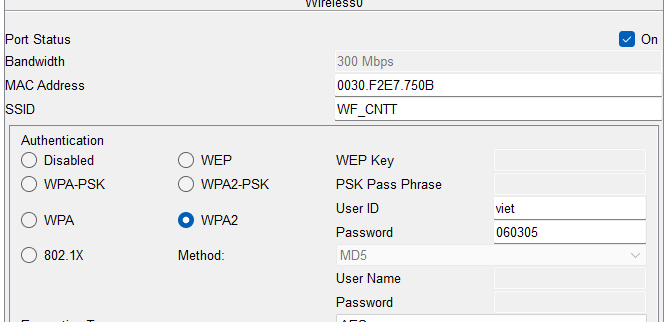 Wireless0
Port Status On
Bandwidth 300 Mbps
MAC Address 0030.F2E7.750B
SSID WF_CNTT
Authentication
Disabled WEP WEP Key
WPA-PSK WPA2-PSK PSK Pass Phrase
User ID viet
WPA WPA2
Password 060305
802.1X Method: MD5
User Name
Password